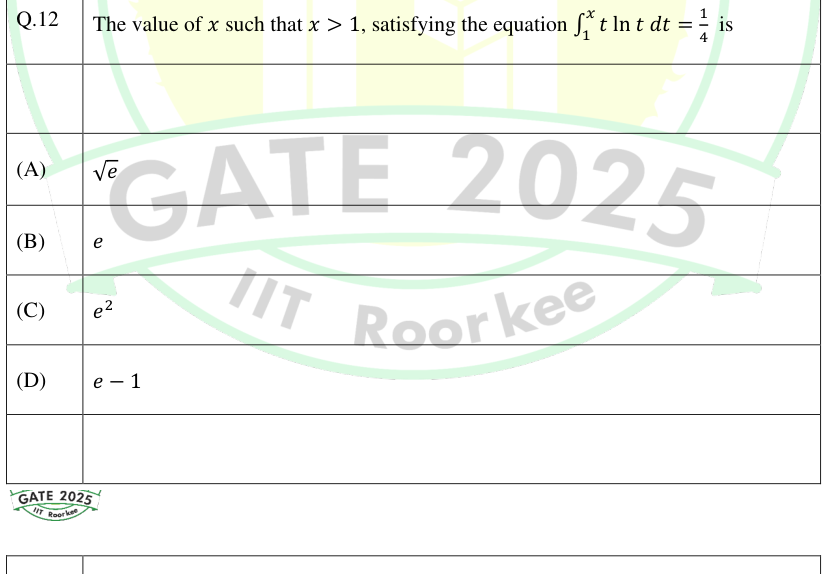 Q.12 The value of x such that x > 1, satisfying the equation ∫₁ˣ t ln t dt = 1/4 is
(A) √e
GATE 2025
(B) e
(C) e²
IIT Roorkee
(D) e − 1
GATE 2025
IIT Roorkee